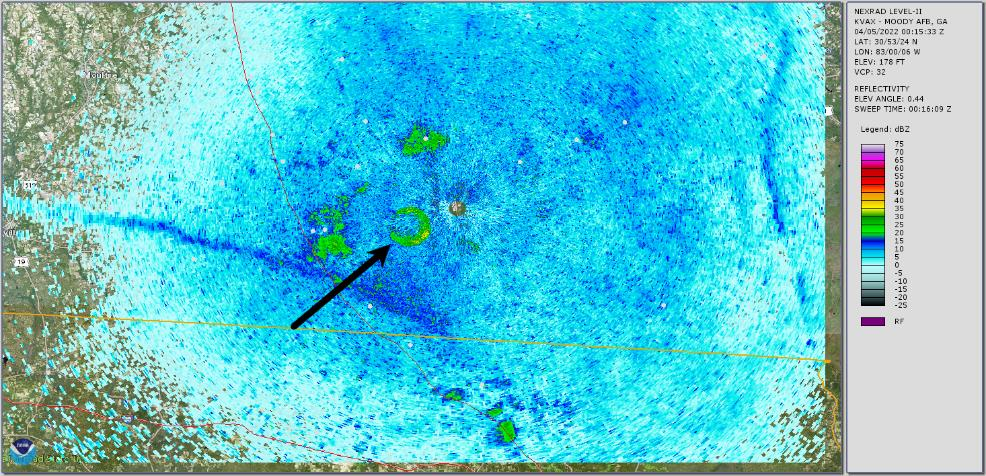 NEXRAD LEVEL-II
KVAX - MOODY AFB, GA
04/05/2022 00:15:33 Z
LAT: 30/53/24 N
LON: 83/00/06 W
ELEV: 178 FT
VCP: 32
REFLECTIVITY
ELEV ANGLE: 0.44
SWEEP TIME: 00:16:09 Z
Legend: dBZ
75
70
65
60
55
50
45
40
35
30
25
20
15
10
5
0
-5
-10
-15
-20
-25
RF
Moultrie
319
19